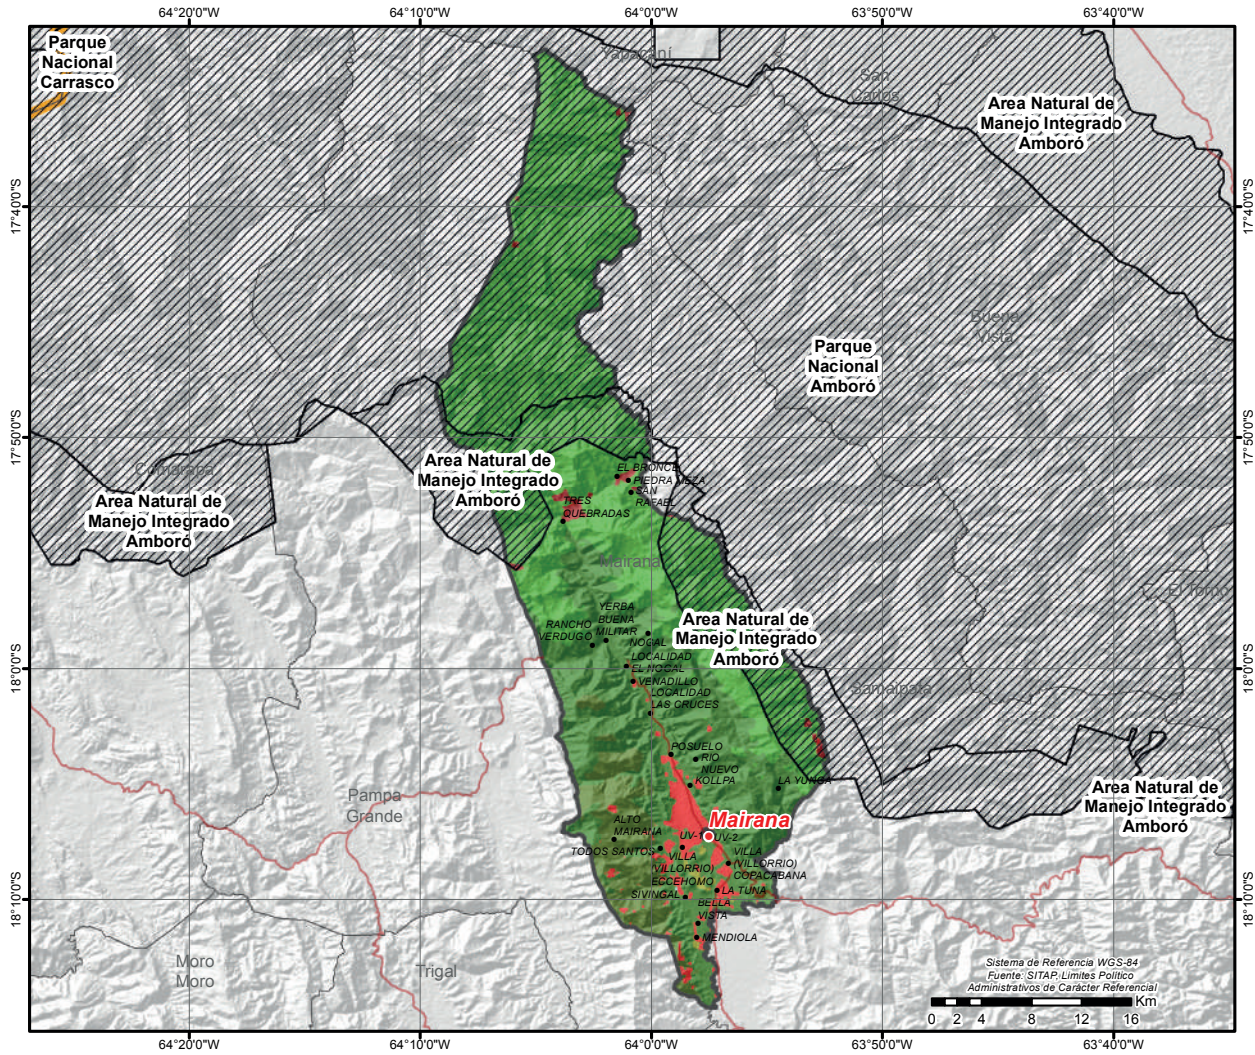 64°20'0"W
64°10'0"W
64°0'0"W
63°50'0"W
63°40'0"W
Parque
Nacional
Carrasco
Yapacaní
San
Carlos
Area Natural de
Manejo Integrado
Amboró
17°40'0"S
17°40'0"S
Buena
Vista
Parque
Nacional
Amboró
17°50'0"S
17°50'0"S
Comarapa
Area Natural de
Manejo Integrado
Amboró
Area Natural de
Manejo Integrado
Amboró
EL BRONCE
PIEDRA MEZA
SAN
RAFAEL
TRES
QUEBRADAS
Mairana
El Torno
YERBA
BUENA
MILITAR
RANCHO
VERDUGO
NOGAL
Area Natural de
Manejo Integrado
Amboró
LOCALIDAD
EL NOGAL
VENADILLO
LOCALIDAD
LAS CRUCES
18°0'0"S
18°0'0"S
Samaipata
POSUELO
RIO
NUEVO
KOLLPA
LA YUNGA
Area Natural de
Manejo Integrado
Amboró
Pampa
Grande
ALTO
MAIRANA
Mairana
UV-1
UV-2
TODOS SANTOS
VILLA
(VILLORRIO)
ECCEHOMO
VILLA
(VILLORRIO)
COPACABANA
LA TUNA
SIVINGAL
BELLA
VISTA
MENDIOLA
18°10'0"S
18°10'0"S
Moro
Moro
Trigal
Sistema de Referencia WGS-84
Fuente: SITAP, Limites Politico
Administrativos de Carácter Referencial
Km
0 2 4 8 12 16
64°20'0"W
64°10'0"W
64°0'0"W
63°50'0"W
63°40'0"W